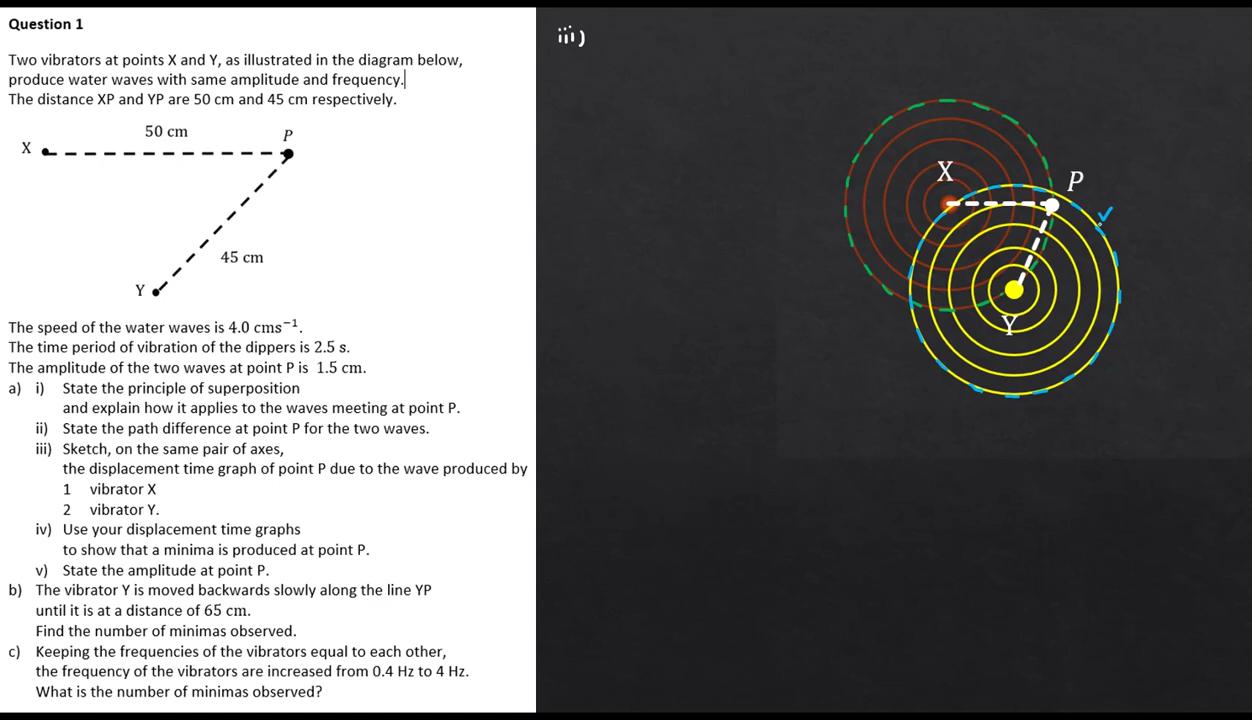 Question 1
Two vibrators at points X and Y, as illustrated in the diagram below,
produce water waves with same amplitude and frequency.
The distance XP and YP are 50 cm and 45 cm respectively.
50 cm
X
P
45 cm
Y
The speed of the water waves is 4.0 cms⁻¹.
The time period of vibration of the dippers is 2.5 s.
The amplitude of the two waves at point P is 1.5 cm.
a) i) State the principle of superposition
and explain how it applies to the waves meeting at point P.
ii) State the path difference at point P for the two waves.
iii) Sketch, on the same pair of axes,
the displacement time graph of point P due to the wave produced by
1 vibrator X
2 vibrator Y.
iv) Use your displacement time graphs
to show that a minima is produced at point P.
v) State the amplitude at point P.
b) The vibrator Y is moved backwards slowly along the line YP
until it is at a distance of 65 cm.
Find the number of minimas observed.
c) Keeping the frequencies of the vibrators equal to each other,
the frequency of the vibrators are increased from 0.4 Hz to 4 Hz.
What is the number of minimas observed?
iii)
X
P
Y